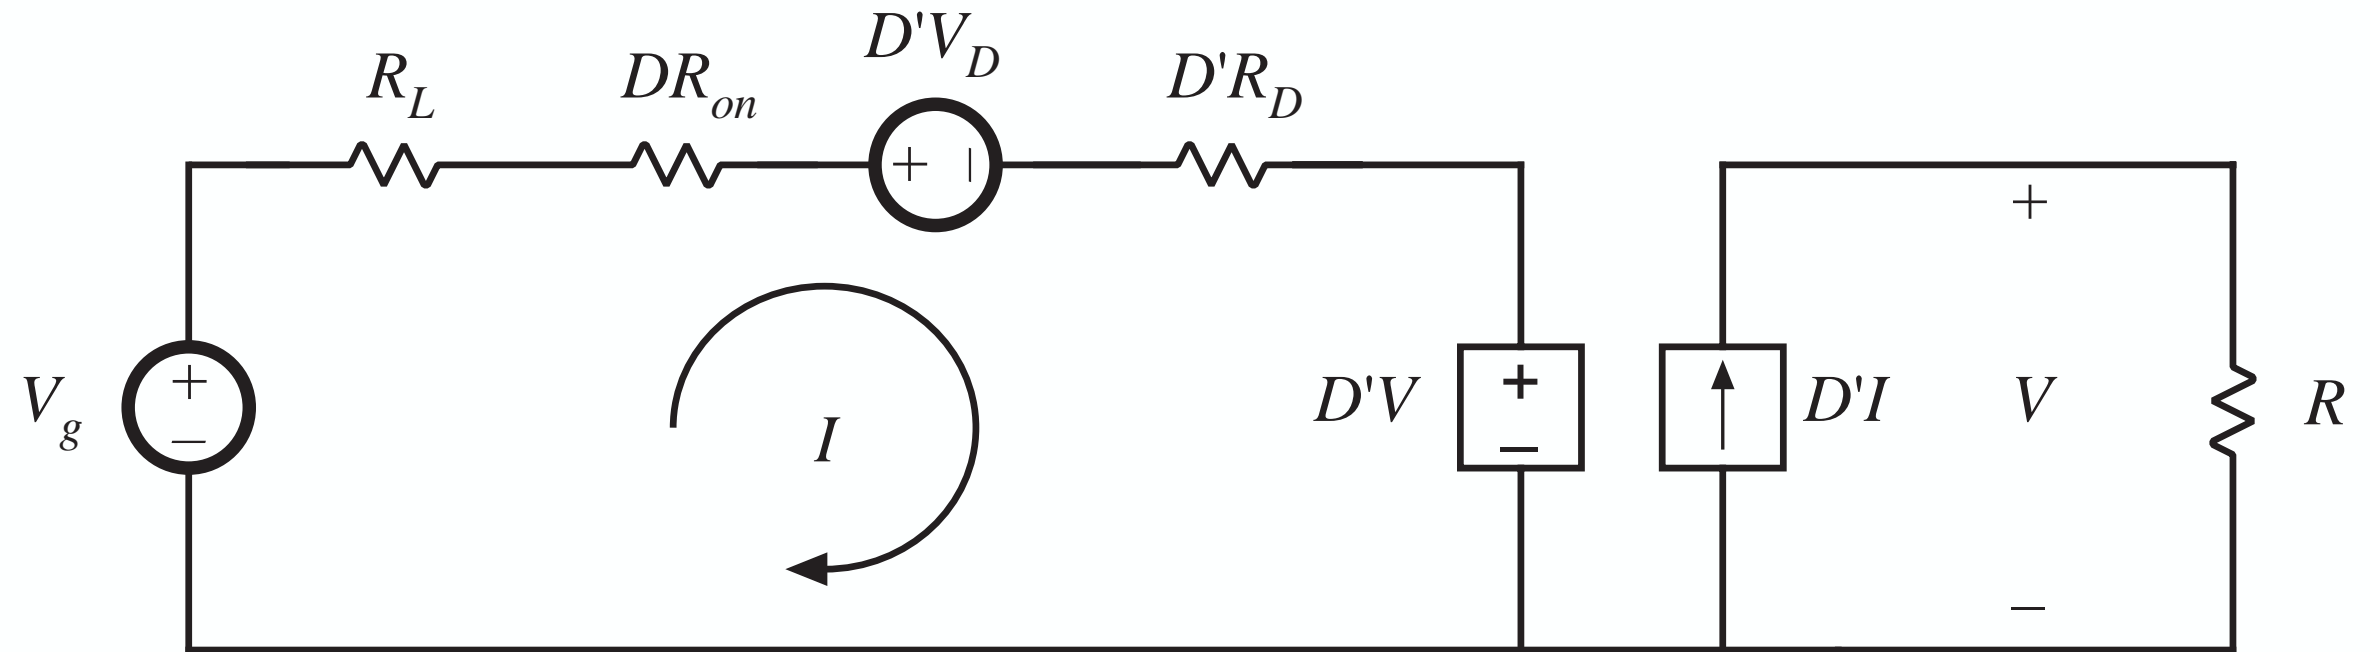 D'V_D
R_L
DR_on
D'R_D
+ −
+
V_g
+
−
I
D'V
+
−
D'I
V
R
−